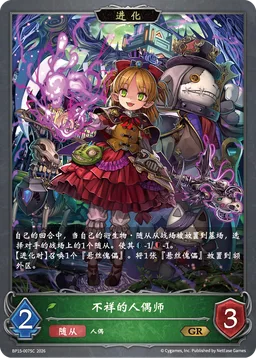 进化
自己的回合中，当自己的衍生物·随从从战场被放置到墓场，选
择对手的战场上的1个随从。使其{-1/-1。
【进化时】召唤1个『悬丝傀儡』。将1张『悬丝傀儡』放置到额
外区。
不祥的人偶师
2
随从 人偶
GR
3
© Cygames, Inc. Published by NetEase Games